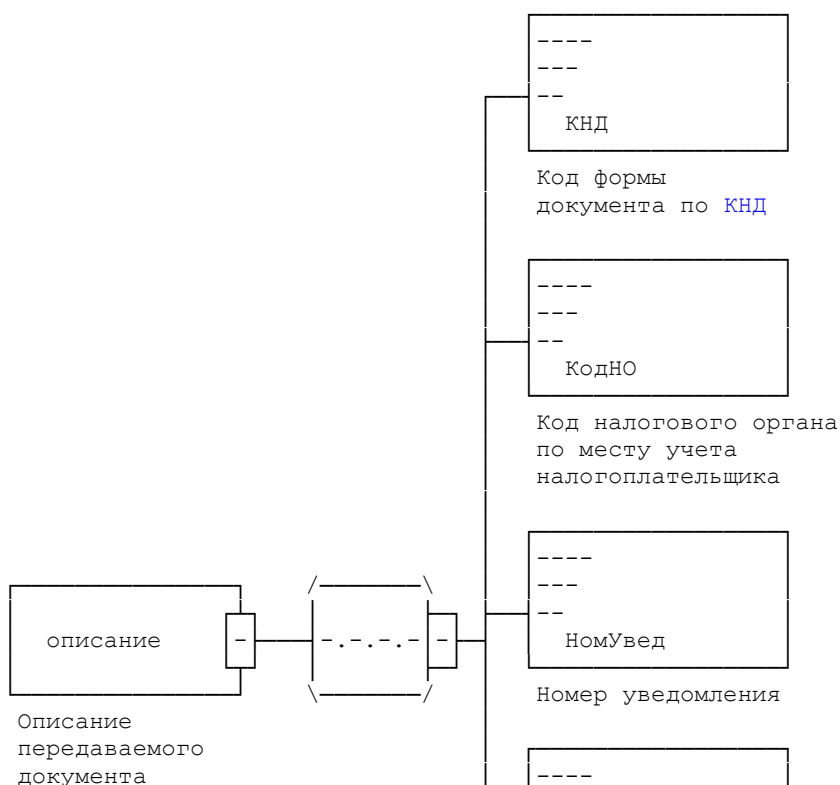 ----
---
--
КНД
Код формы
документа по КНД
----
---
--
КодНО
Код налогового органа
по месту учета
налогоплательщика
----
---
--
НомУвед
Номер уведомления
описание
-
-.-.-.-
-
Описание
передаваемого
документа
----